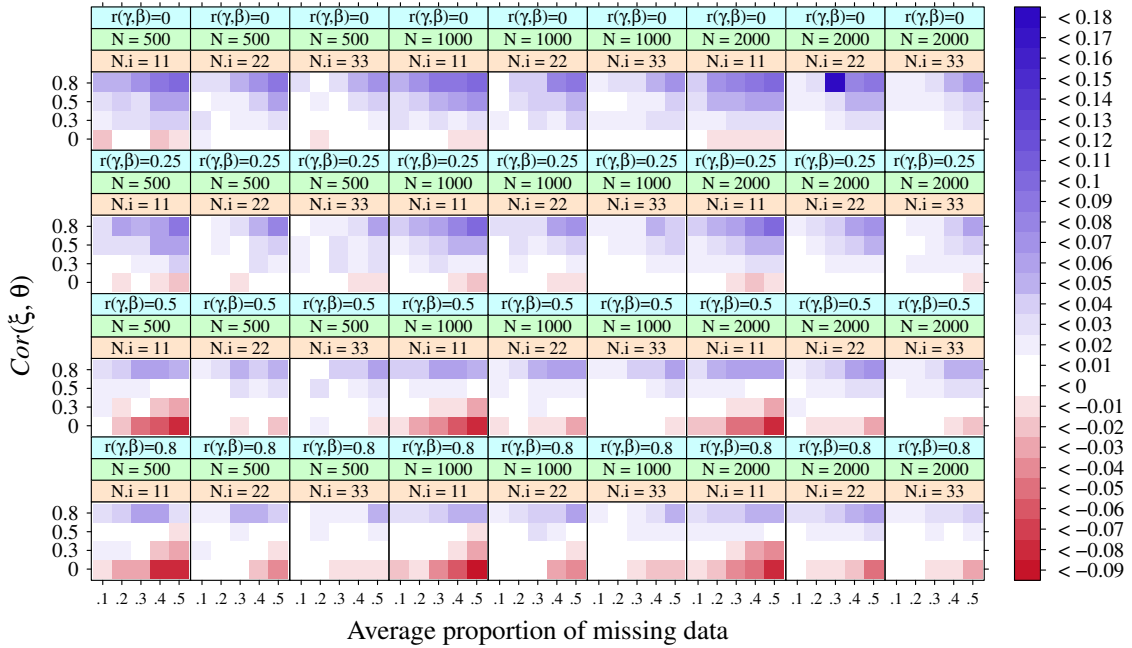 r(γ,β)=0 r(γ,β)=0 r(γ,β)=0 r(γ,β)=0 r(γ,β)=0 r(γ,β)=0 r(γ,β)=0 r(γ,β)=0 r(γ,β)=0
N = 500 N = 500 N = 500 N = 1000 N = 1000 N = 1000 N = 2000 N = 2000 N = 2000
N.i = 11 N.i = 22 N.i = 33 N.i = 11 N.i = 22 N.i = 33 N.i = 11 N.i = 22 N.i = 33
0.8
0.5
0.3
0
r(γ,β)=0.25 r(γ,β)=0.25 r(γ,β)=0.25 r(γ,β)=0.25 r(γ,β)=0.25 r(γ,β)=0.25 r(γ,β)=0.25 r(γ,β)=0.25 r(γ,β)=0.25
N = 500 N = 500 N = 500 N = 1000 N = 1000 N = 1000 N = 2000 N = 2000 N = 2000
N.i = 11 N.i = 22 N.i = 33 N.i = 11 N.i = 22 N.i = 33 N.i = 11 N.i = 22 N.i = 33
0.8
0.5
0.3
0
r(γ,β)=0.5 r(γ,β)=0.5 r(γ,β)=0.5 r(γ,β)=0.5 r(γ,β)=0.5 r(γ,β)=0.5 r(γ,β)=0.5 r(γ,β)=0.5 r(γ,β)=0.5
N = 500 N = 500 N = 500 N = 1000 N = 1000 N = 1000 N = 2000 N = 2000 N = 2000
N.i = 11 N.i = 22 N.i = 33 N.i = 11 N.i = 22 N.i = 33 N.i = 11 N.i = 22 N.i = 33
0.8
0.5
0.3
0
r(γ,β)=0.8 r(γ,β)=0.8 r(γ,β)=0.8 r(γ,β)=0.8 r(γ,β)=0.8 r(γ,β)=0.8 r(γ,β)=0.8 r(γ,β)=0.8 r(γ,β)=0.8
N = 500 N = 500 N = 500 N = 1000 N = 1000 N = 1000 N = 2000 N = 2000 N = 2000
N.i = 11 N.i = 22 N.i = 33 N.i = 11 N.i = 22 N.i = 33 N.i = 11 N.i = 22 N.i = 33
0.8
0.5
0.3
0
.1 .2 .3 .4 .5 .1 .2 .3 .4 .5 .1 .2 .3 .4 .5 .1 .2 .3 .4 .5 .1 .2 .3 .4 .5 .1 .2 .3 .4 .5 .1 .2 .3 .4 .5 .1 .2 .3 .4 .5 .1 .2 .3 .4 .5
Average proportion of missing data
Cor(ξ, θ)
< 0.18
< 0.15
< 0.15
< 0.15
< 0.14
< 0.13
< 0.12
< 0.11
< 0.1
< 0.09
< 0.08
< 0.07
< 0.06
< 0.04
< 0.04
< 0.03
< 0.02
< 0.01
< 0
< −0.01
< −0.02
< −0.02
< −0.04
< −0.05
< −0.06
< −0.07
< −0.08
< −0.09